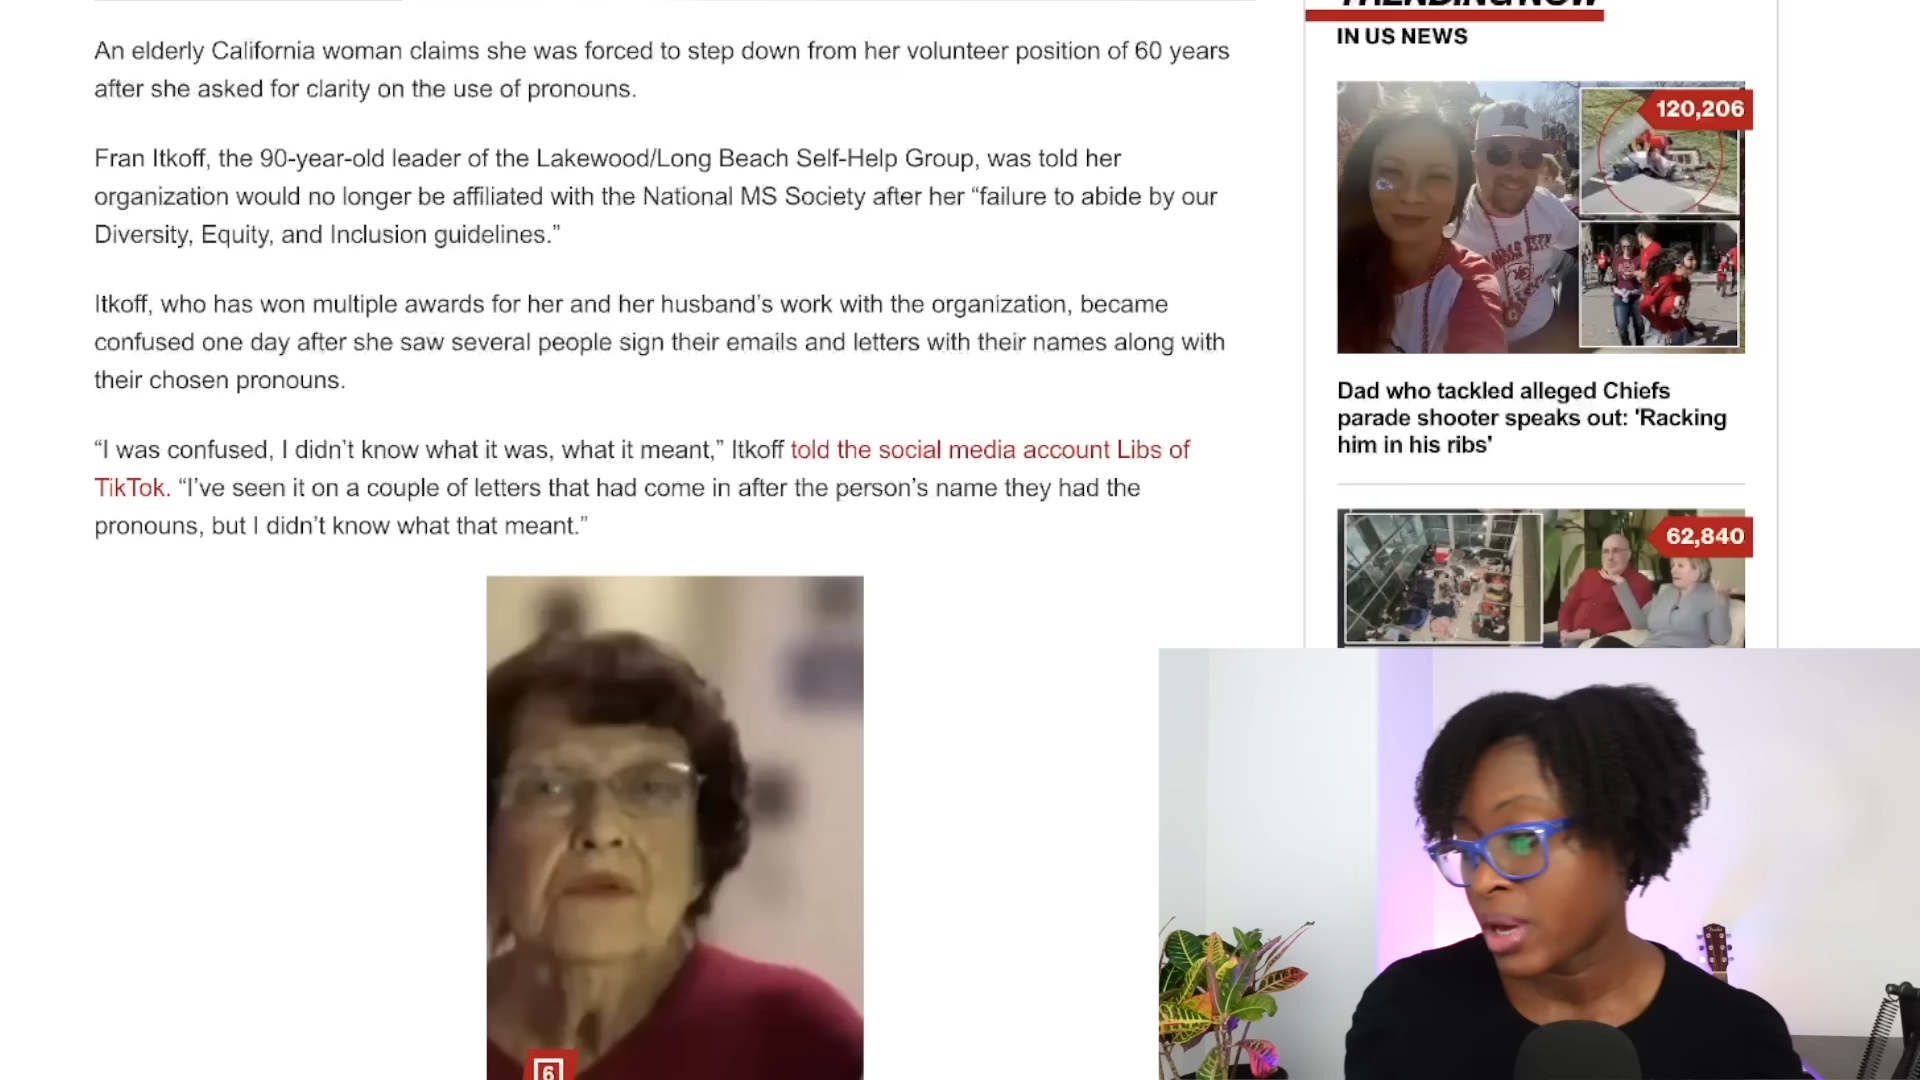 TRENDING NOW
IN US NEWS
An elderly California woman claims she was forced to step down from her volunteer position of 60 years
after she asked for clarity on the use of pronouns.
Fran Itkoff, the 90-year-old leader of the Lakewood/Long Beach Self-Help Group, was told her
organization would no longer be affiliated with the National MS Society after her “failure to abide by our
Diversity, Equity, and Inclusion guidelines.”
Itkoff, who has won multiple awards for her and her husband’s work with the organization, became
confused one day after she saw several people sign their emails and letters with their names along with
their chosen pronouns.
“I was confused, I didn’t know what it was, what it meant,” Itkoff told the social media account Libs of
TikTok. “I’ve seen it on a couple of letters that had come in after the person’s name they had the
pronouns, but I didn’t know what that meant.”
6
120,206
Dad who tackled alleged Chiefs
parade shooter speaks out: 'Racking
him in his ribs'
62,840